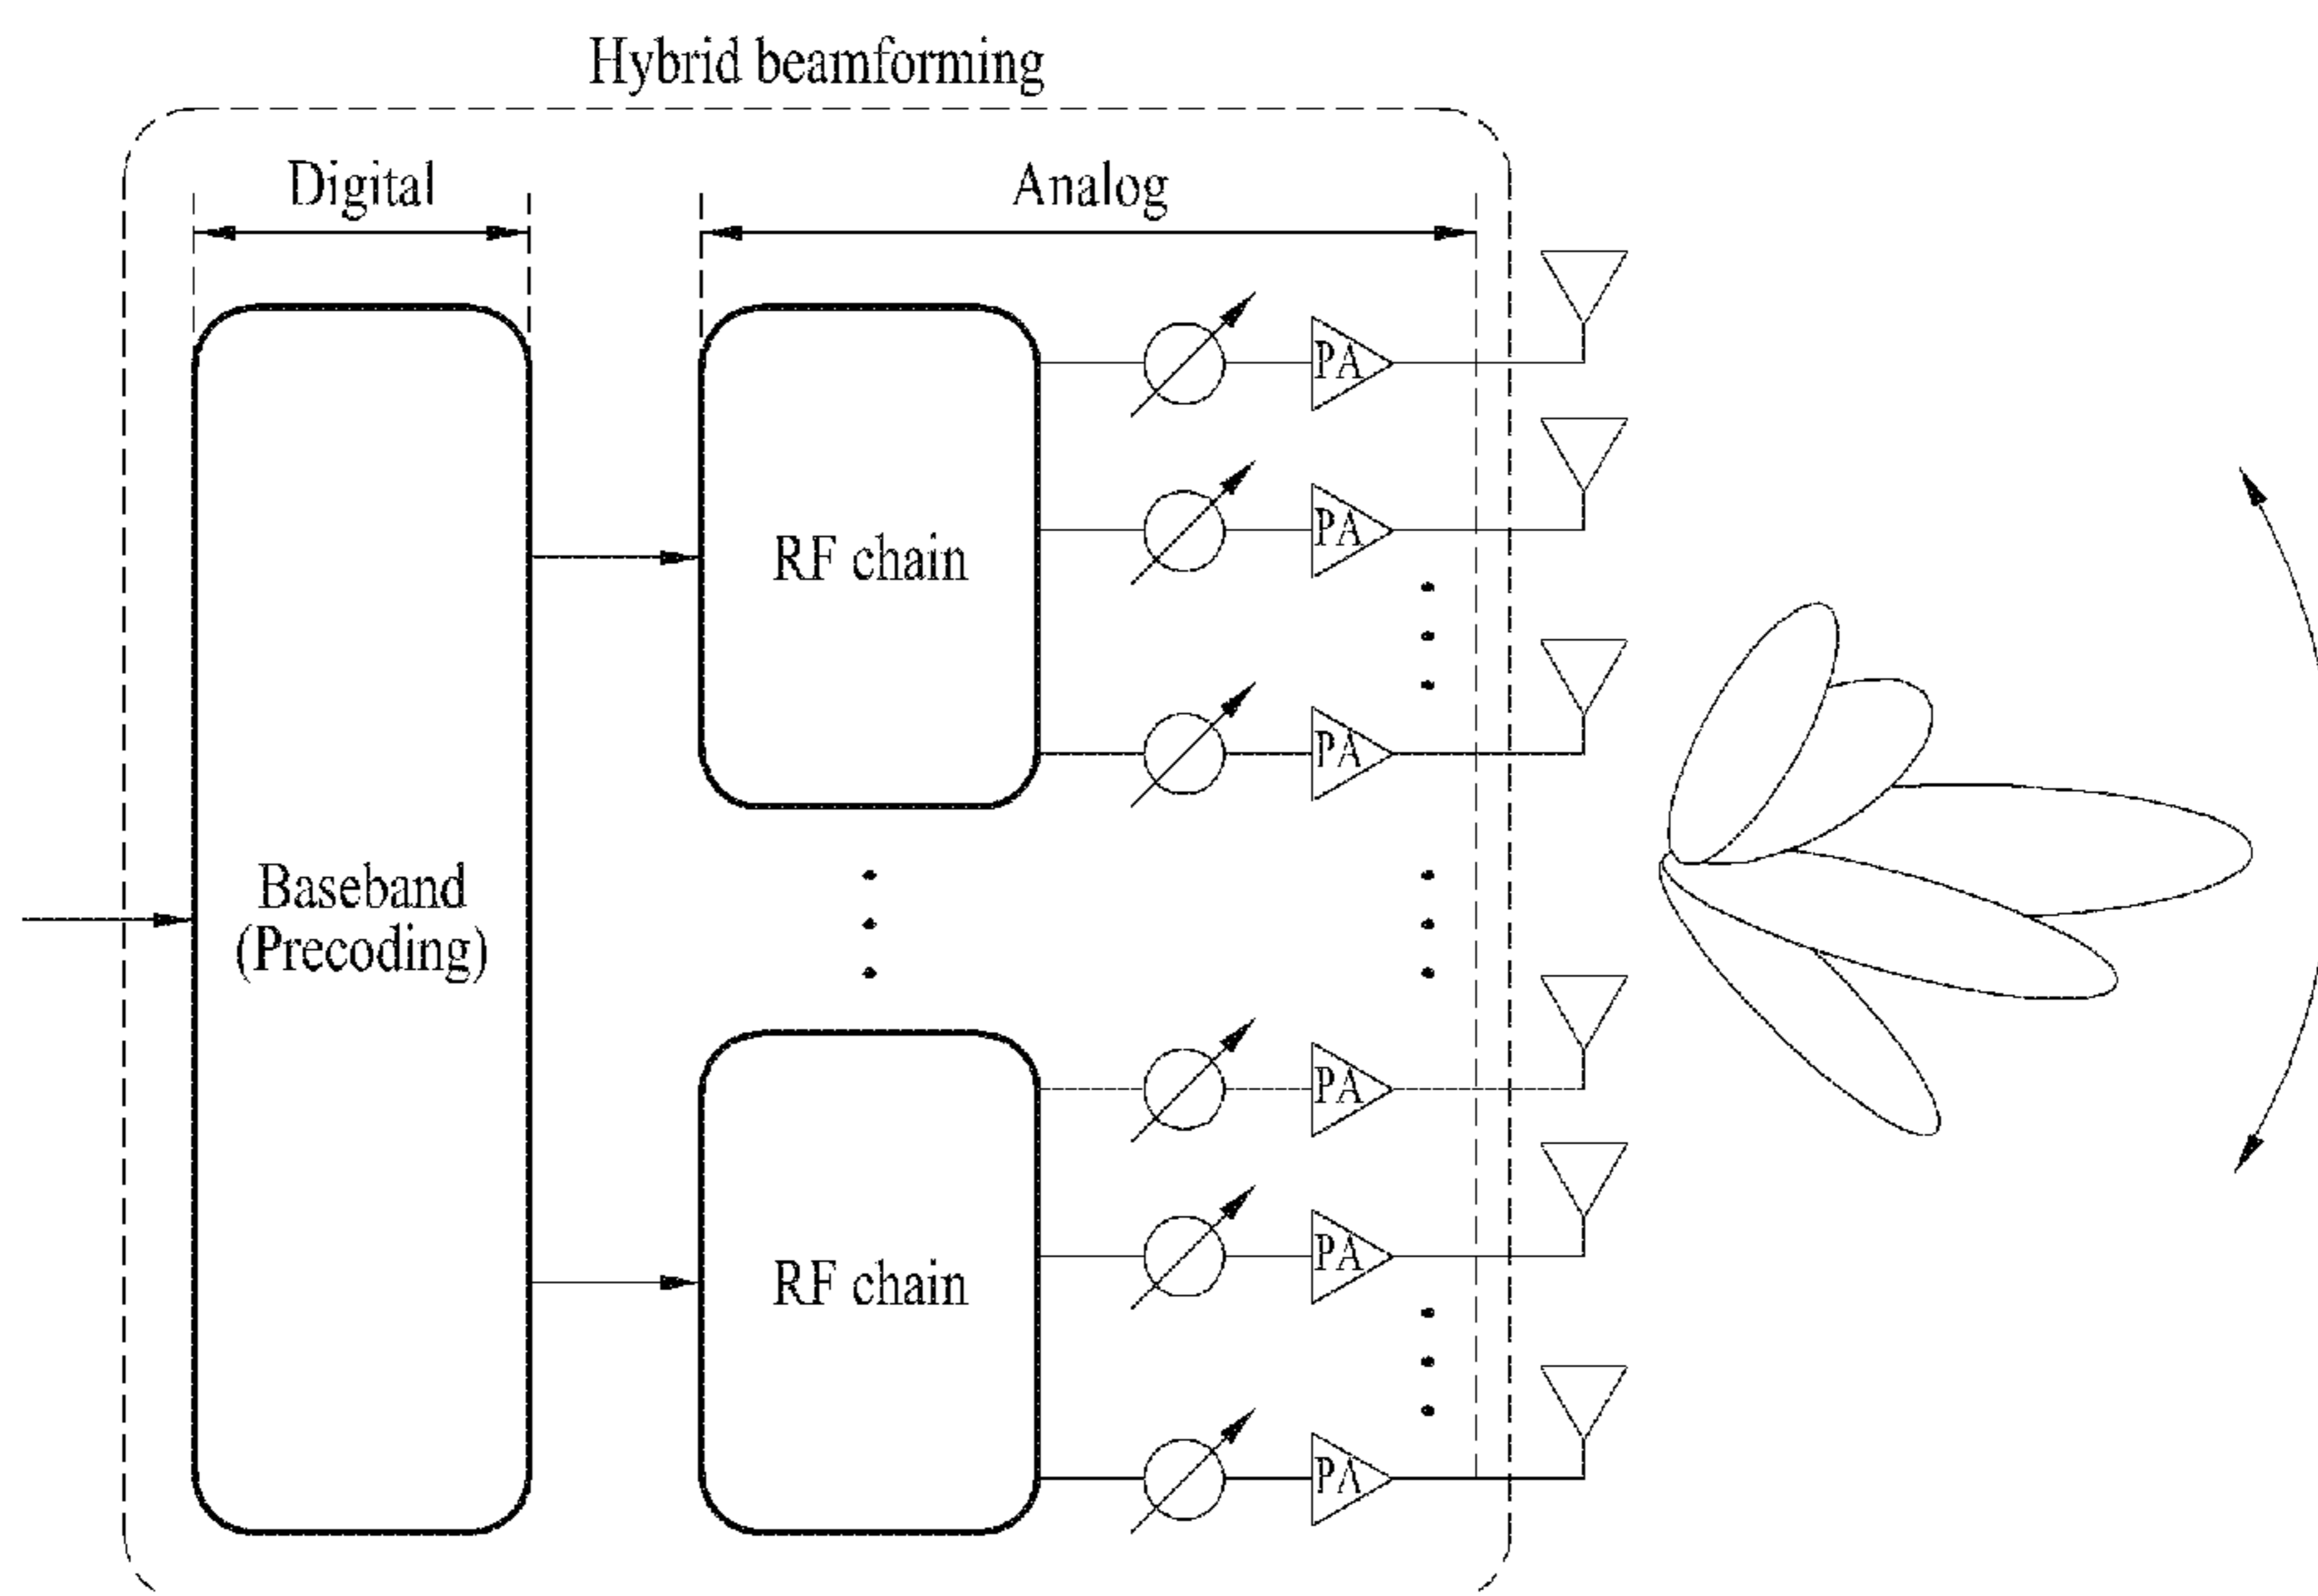 Hybrid beamforming
Digital
Analog
PA
PA
RF chain
PA
Baseband
(Precoding)
PA
PA
RF chain
PA